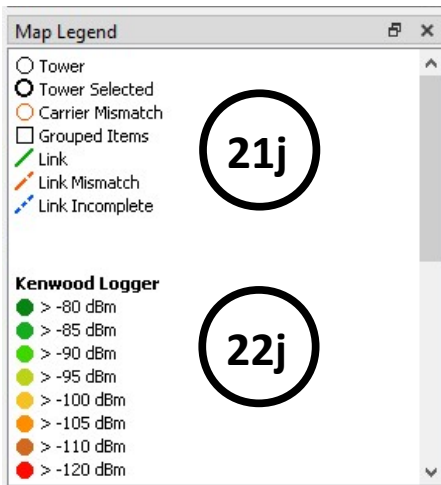 Map Legend
Tower
Tower Selected
Carrier Mismatch
Grouped Items
Link
Link Mismatch
Link Incomplete
21j
Kenwood Logger
> -80 dBm
> -85 dBm
> -90 dBm
> -95 dBm
> -100 dBm
> -105 dBm
> -110 dBm
> -120 dBm
22j